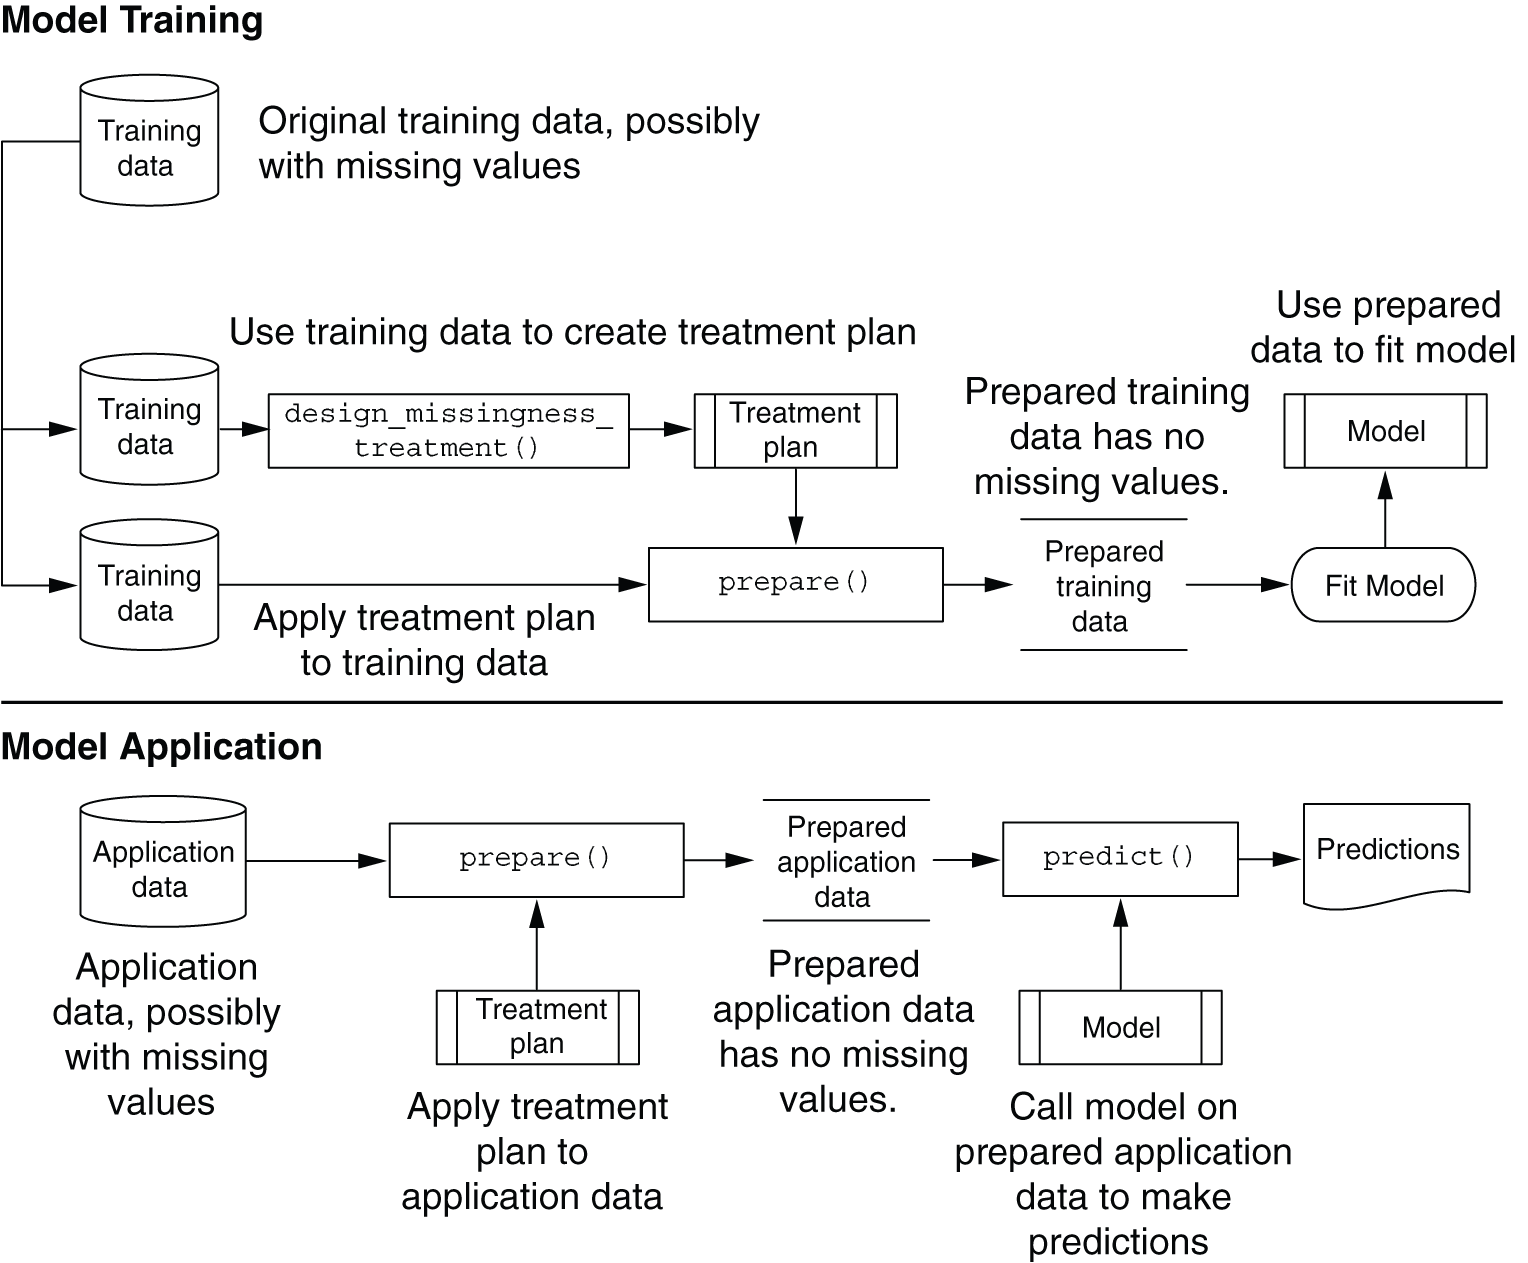 Model Training
Training
data
Original training data, possibly
with missing values
Use training data to create treatment plan
Training
data
design_missingness_
treatment()
Treatment
plan
Prepared training
data has no
missing values.
Use prepared
data to fit model
Model
Training
data
Apply treatment plan
to training data
prepare()
Prepared
training
data
Fit Model
Model Application
Application
data
prepare()
Prepared
application
data
predict()
Predictions
Application
data, possibly
with missing
values
Treatment
plan
Apply treatment
plan to
application data
Prepared
application data
has no missing
values.
Model
Call model on
prepared application
data to make
predictions